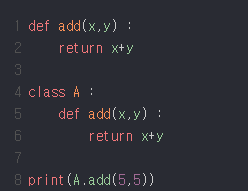 1 def add(x,y) :
2     return x+y
3
4 class A :
5     def add(x,y) :
6         return x+y
7
8 print(A.add(5,5))